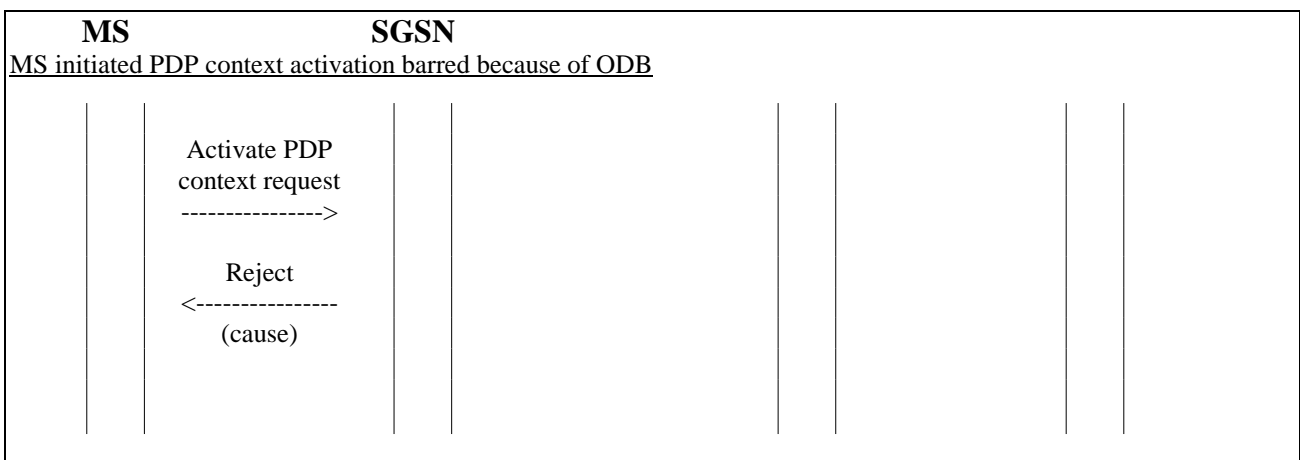 MS SGSN
MS initiated PDP context activation barred because of ODB
Activate PDP
context request
---------------->
Reject
<----------------
(cause)